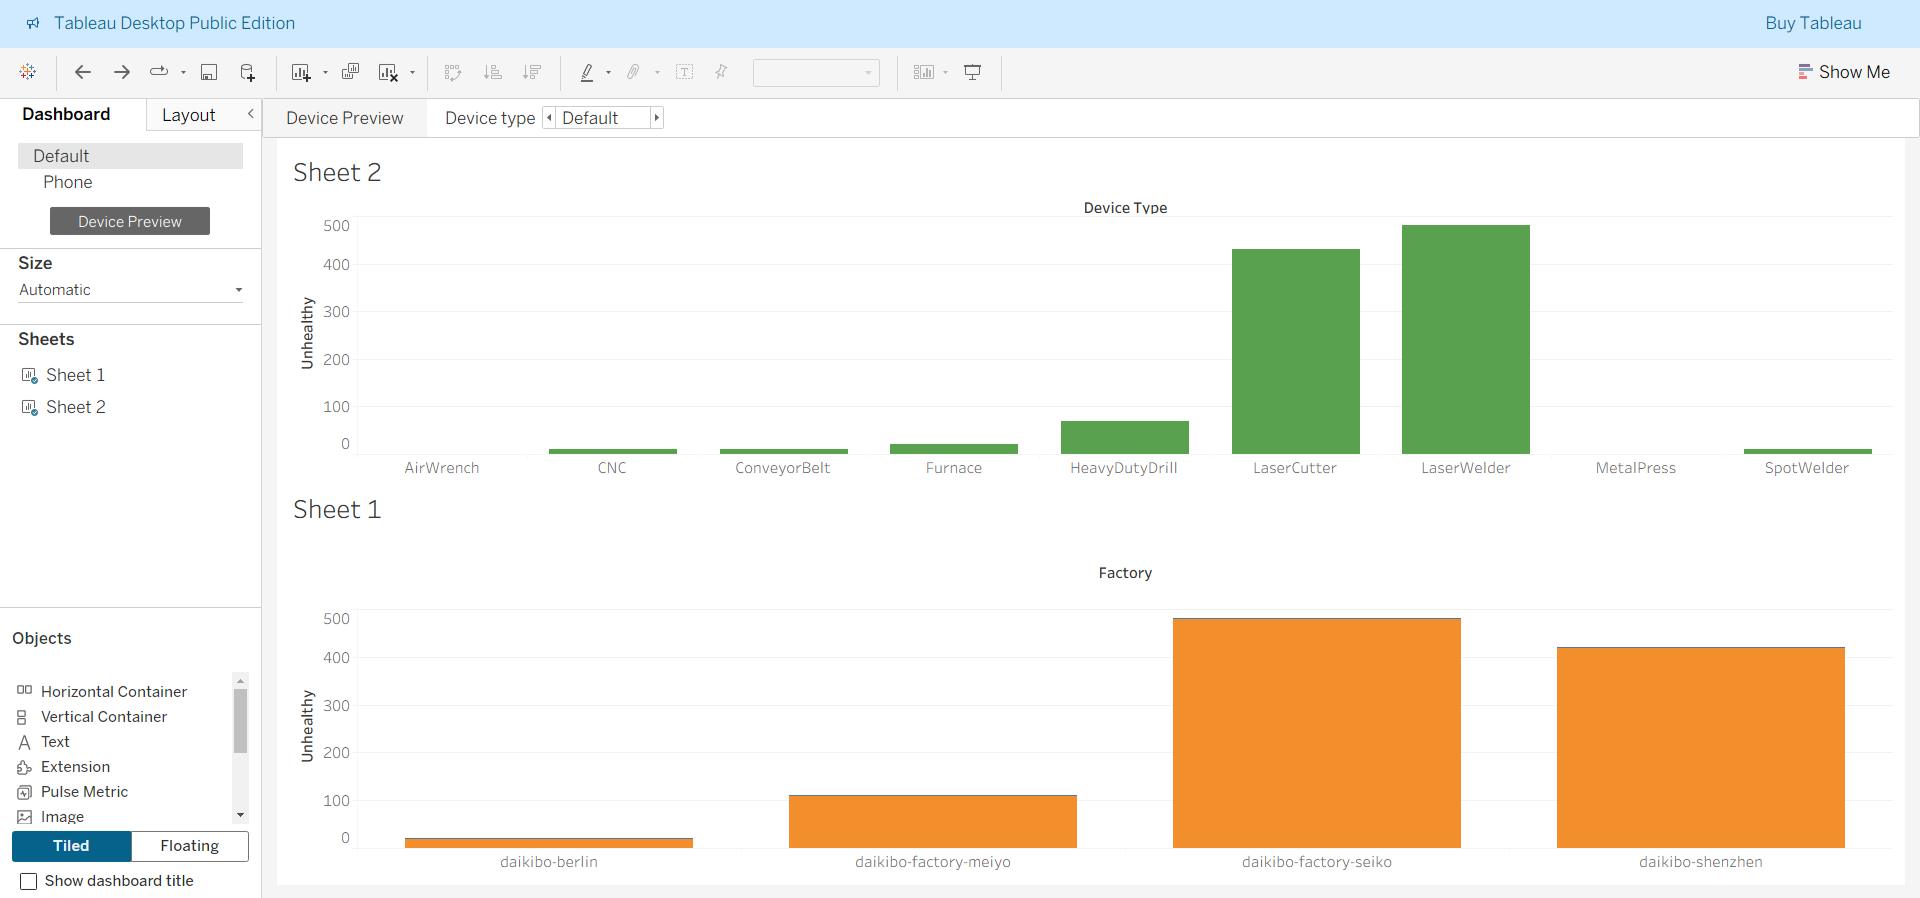 Tableau Desktop Public Edition
Buy Tableau
Show Me
Dashboard
Layout
Default
Phone
Device Preview
Size
Automatic
Sheets
Sheet 1
Sheet 2
Objects
Horizontal Container
Vertical Container
Text
Extension
Pulse Metric
Image
Tiled
Floating
Show dashboard title
Device Preview
Device type
Default
Sheet 2
Device Type
Unhealthy
500
400
300
200
100
0
AirWrench
CNC
ConveyorBelt
Furnace
HeavyDutyDrill
LaserCutter
LaserWelder
MetalPress
SpotWelder
Sheet 1
Factory
Unhealthy
500
400
300
200
100
0
daikibo-berlin
daikibo-factory-meiyo
daikibo-factory-seiko
daikibo-shenzhen